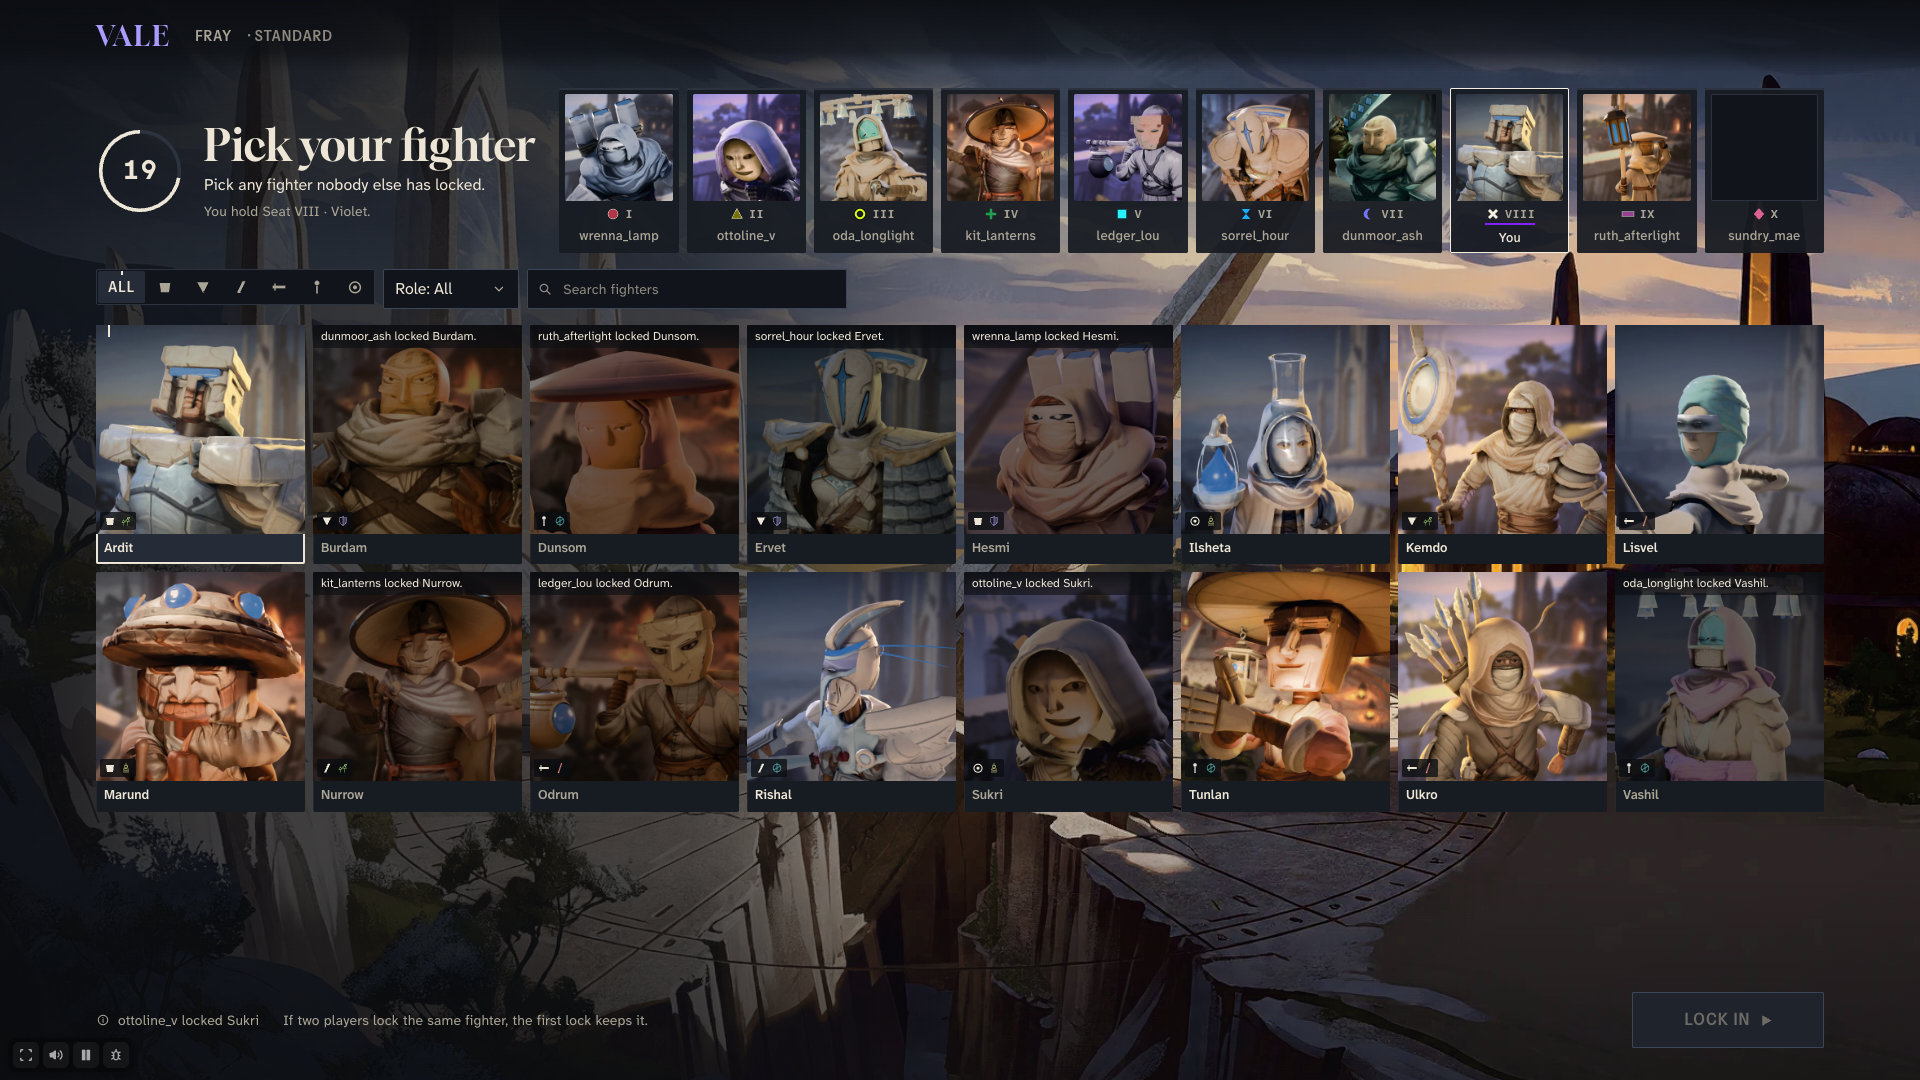 VALE FRAY · STANDARD
19
Pick your fighter
Pick any fighter nobody else has locked.
You hold Seat VIII · Violet.
I
wrenna_lamp
II
ottoline_v
III
oda_longlight
IV
kit_lanterns
V
ledger_lou
VI
sorrel_hour
VII
dunmoor_ash
VIII
You
IX
ruth_afterlight
X
sundry_mae
ALL
Role: All
Search fighters
Ardit
dunmoor_ash locked Burdam.
Burdam
ruth_afterlight locked Dunsom.
Dunsom
sorrel_hour locked Ervet.
Ervet
wrenna_lamp locked Hesmi.
Hesmi
Ilsheta
Kemdo
Lisvel
Marund
kit_lanterns locked Nurrow.
Nurrow
ledger_lou locked Odrum.
Odrum
Rishal
ottoline_v locked Sukri.
Sukri
Tunlan
Ulkro
oda_longlight locked Vashil.
Vashil
ottoline_v locked Sukri
If two players lock the same fighter, the first lock keeps it.
LOCK IN